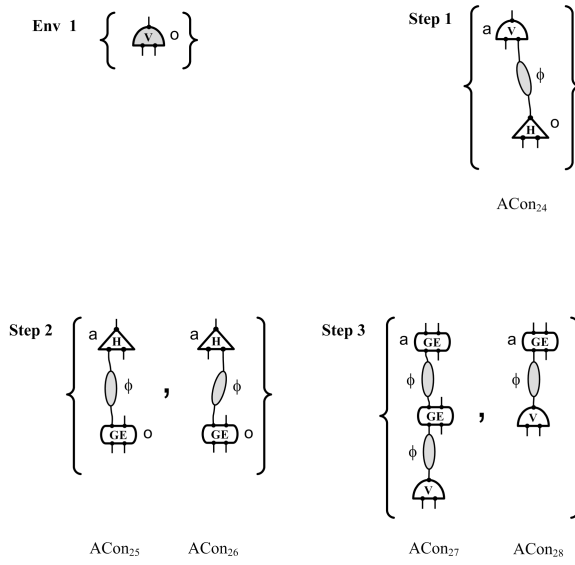 Env 1
V
o
Step 1
a
V
ϕ
H
o
ACon₂₄
Step 2
a
H
ϕ
GE
o
,
a
H
ϕ
GE
o
ACon₂₅
ACon₂₆
Step 3
a
GE
ϕ
GE
ϕ
V
,
a
GE
ϕ
V
ACon₂₇
ACon₂₈